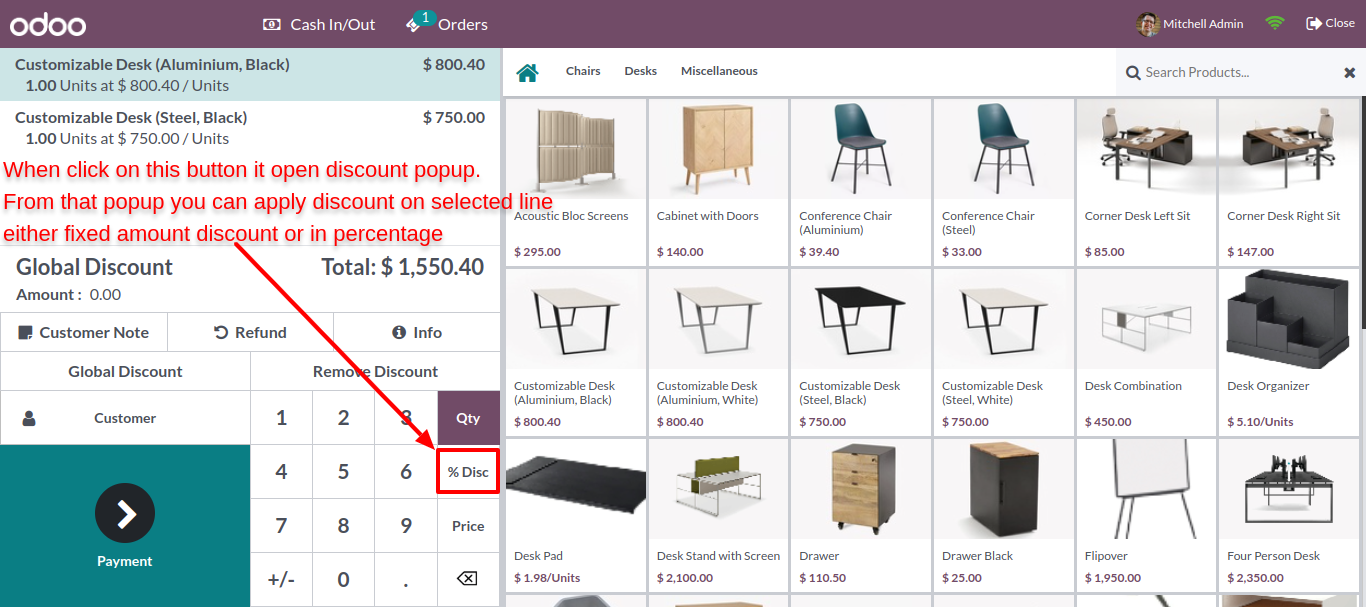 odoo
Cash In/Out
1
Orders
Mitchell Admin
Close
Customizable Desk (Aluminium, Black) $ 800.40
1.00 Units at $ 800.40 / Units
Customizable Desk (Steel, Black) $ 750.00
1.00 Units at $ 750.00 / Units
When click on this button it open discount popup.
From that popup you can apply discount on selected line
either fixed amount discount or in percentage
Global Discount Total: $ 1,550.40
Amount : 0.00
Customer Note Refund Info
Global Discount Remove Discount
Customer 1 2 3 Qty
4 5 6 % Disc
7 8 9 Price
Payment
+/- 0 .
Chairs Desks Miscellaneous Search Products...
Acoustic Bloc Screens
$ 295.00
Cabinet with Doors
$ 140.00
Conference Chair
(Aluminium)
$ 39.40
Conference Chair
(Steel)
$ 33.00
Corner Desk Left Sit
$ 85.00
Corner Desk Right Sit
$ 147.00
Customizable Desk
(Aluminium, Black)
$ 800.40
Customizable Desk
(Aluminium, White)
$ 800.40
Customizable Desk
(Steel, Black)
$ 750.00
Customizable Desk
(Steel, White)
$ 750.00
Desk Combination
$ 450.00
Desk Organizer
$ 5.10/Units
Desk Pad
$ 1.98/Units
Desk Stand with Screen
$ 2,100.00
Drawer
$ 110.50
Drawer Black
$ 25.00
Flipover
$ 1,950.00
Four Person Desk
$ 2,350.00